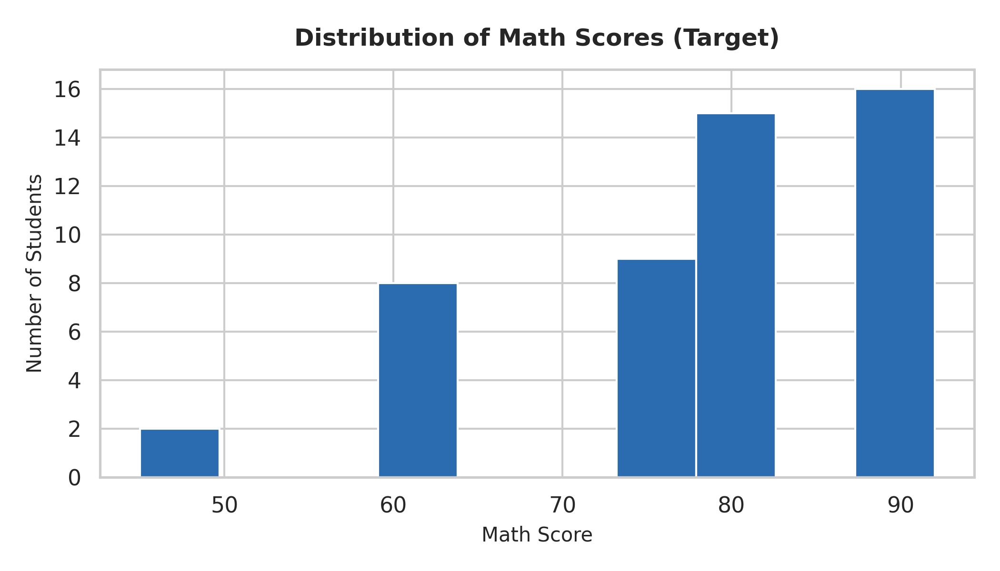 Distribution of Math Scores (Target)
16
14
12
10
8
6
4
2
0
Number of Students
50 60 70 80 90
Math Score